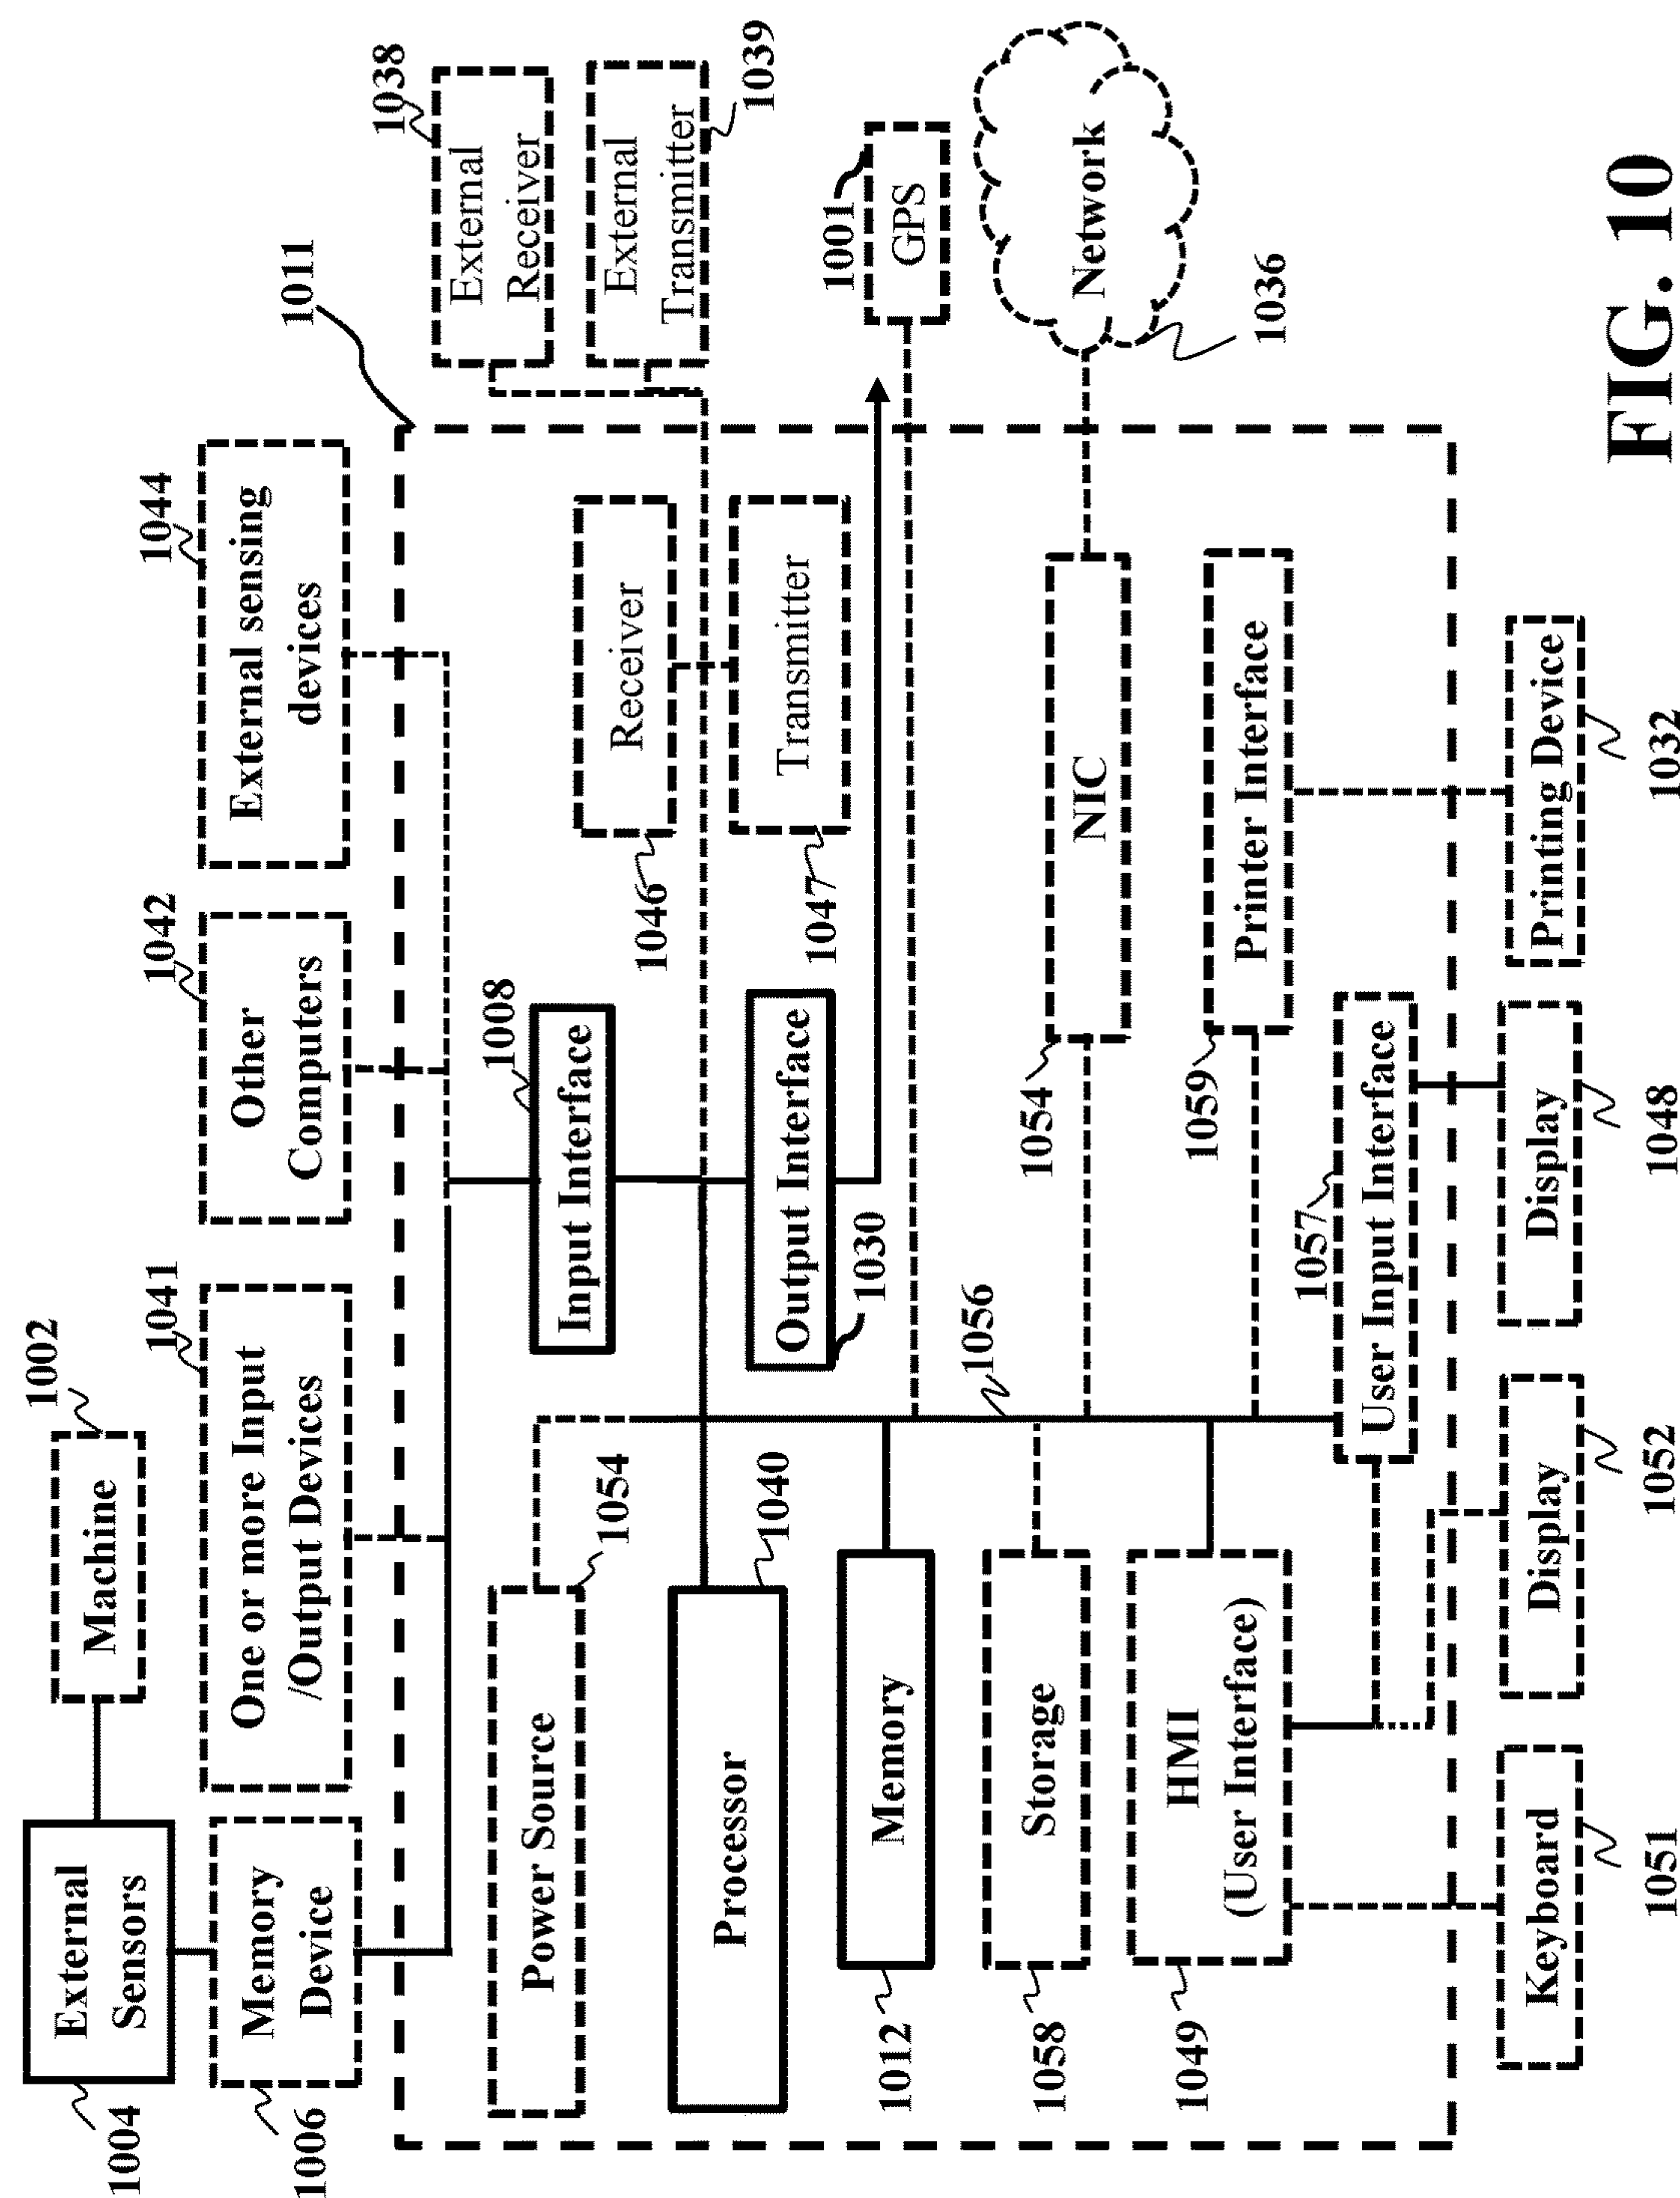 1004
External
Sensors
Machine
1002
1006
Memory
Device
One or more Input
/Output Devices
1041
Other
Computers
1042
External sensing
devices
1044
1011
1038
External
Receiver
External
Transmitter
1039
1001
GPS
Network
1036
Power Source
1054
Processor
1040
1012
Memory
1058
Storage
1049
HMI
(User Interface)
1008
Input Interface
Output Interface
1030
Receiver
1046
Transmitter
1047
1056
1054
NIC
1059
Printer Interface
1057
User Input Interface
Keyboard
1051
Display
1052
Display
1048
Printing Device
1032
FIG. 10